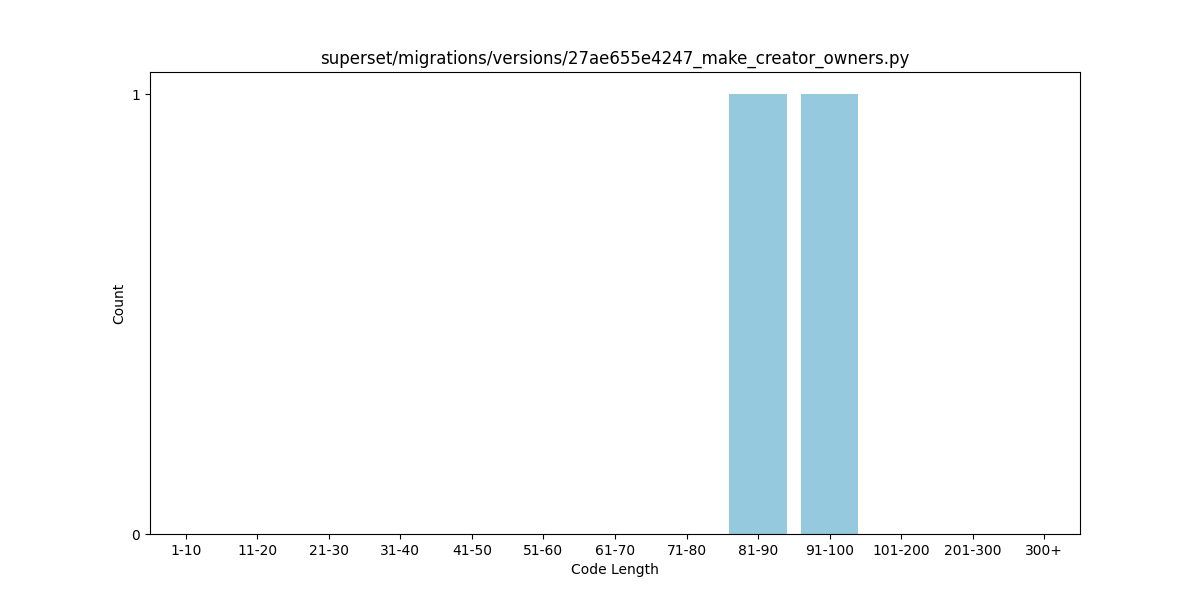 superset/migrations/versions/27ae655e4247_make_creator_owners.py
1
0
Count
1-10 11-20 21-30 31-40 41-50 51-60 61-70 71-80 81-90 91-100 101-200 201-300 300+
Code Length